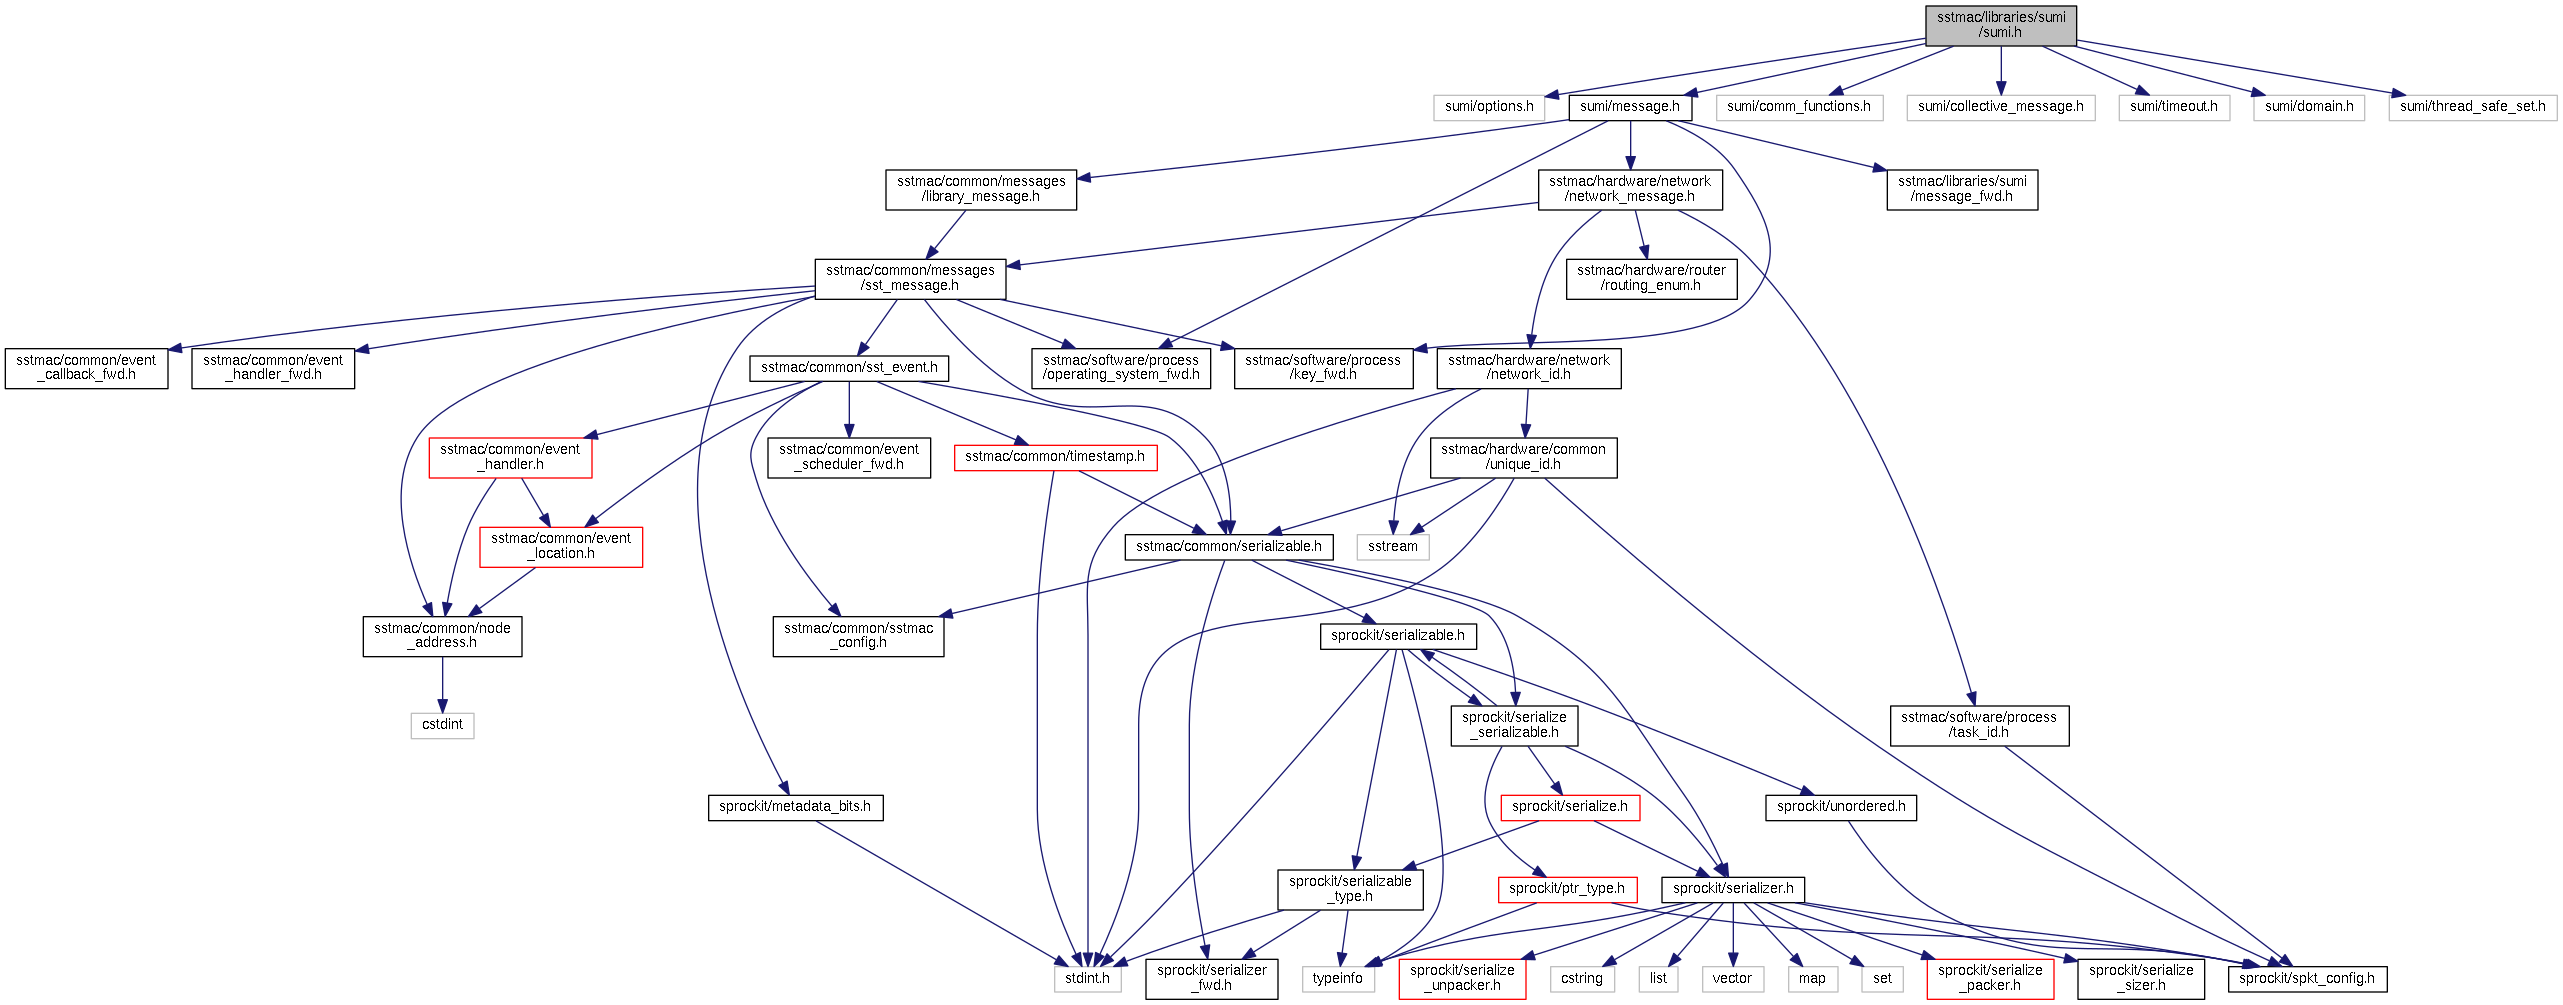 sstmac/libraries/sumi
/sumi.h
sumi/options.h
sumi/message.h
sumi/comm_functions.h
sumi/collective_message.h
sumi/timeout.h
sumi/domain.h
sumi/thread_safe_set.h
sstmac/common/messages
/library_message.h
sstmac/hardware/network
/network_message.h
sstmac/libraries/sumi
/message_fwd.h
sstmac/common/messages
/sst_message.h
sstmac/hardware/router
/routing_enum.h
sstmac/common/event
_callback_fwd.h
sstmac/common/event
_handler_fwd.h
sstmac/common/sst_event.h
sstmac/software/process
/operating_system_fwd.h
sstmac/software/process
/key_fwd.h
sstmac/hardware/network
/network_id.h
sstmac/common/event
_handler.h
sstmac/common/event
_scheduler_fwd.h
sstmac/common/timestamp.h
sstmac/hardware/common
/unique_id.h
sstmac/common/event
_location.h
sstmac/common/serializable.h
sstream
sstmac/common/node
_address.h
sstmac/common/sstmac
_config.h
sprockit/serializable.h
cstdint
sprockit/serialize
_serializable.h
sstmac/software/process
/task_id.h
sprockit/metadata_bits.h
sprockit/serialize.h
sprockit/unordered.h
sprockit/serializable
_type.h
sprockit/ptr_type.h
sprockit/serializer.h
stdint.h
sprockit/serializer
_fwd.h
typeinfo
sprockit/serialize
_unpacker.h
cstring
list
vector
map
set
sprockit/serialize
_packer.h
sprockit/serialize
_sizer.h
sprockit/spkt_config.h